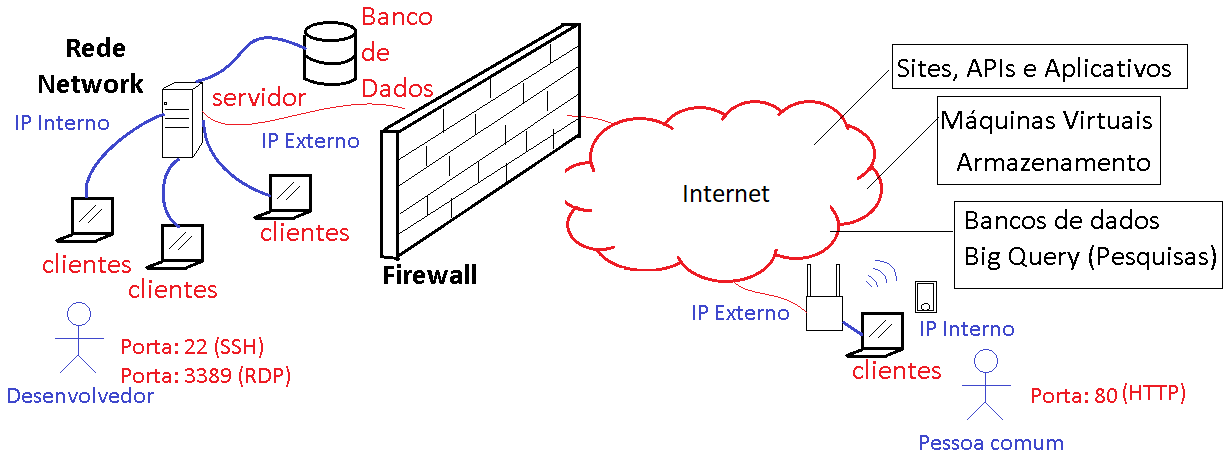 Rede
Network
IP Interno
servidor
Banco
de
Dados
IP Externo
clientes
clientes
clientes
Firewall
Desenvolvedor
Porta: 22 (SSH)
Porta: 3389 (RDP)
Internet
Sites, APIs e Aplicativos
Máquinas Virtuais
Armazenamento
Bancos de dados
Big Query (Pesquisas)
IP Externo
IP Interno
clientes
Porta: 80 (HTTP)
Pessoa comum